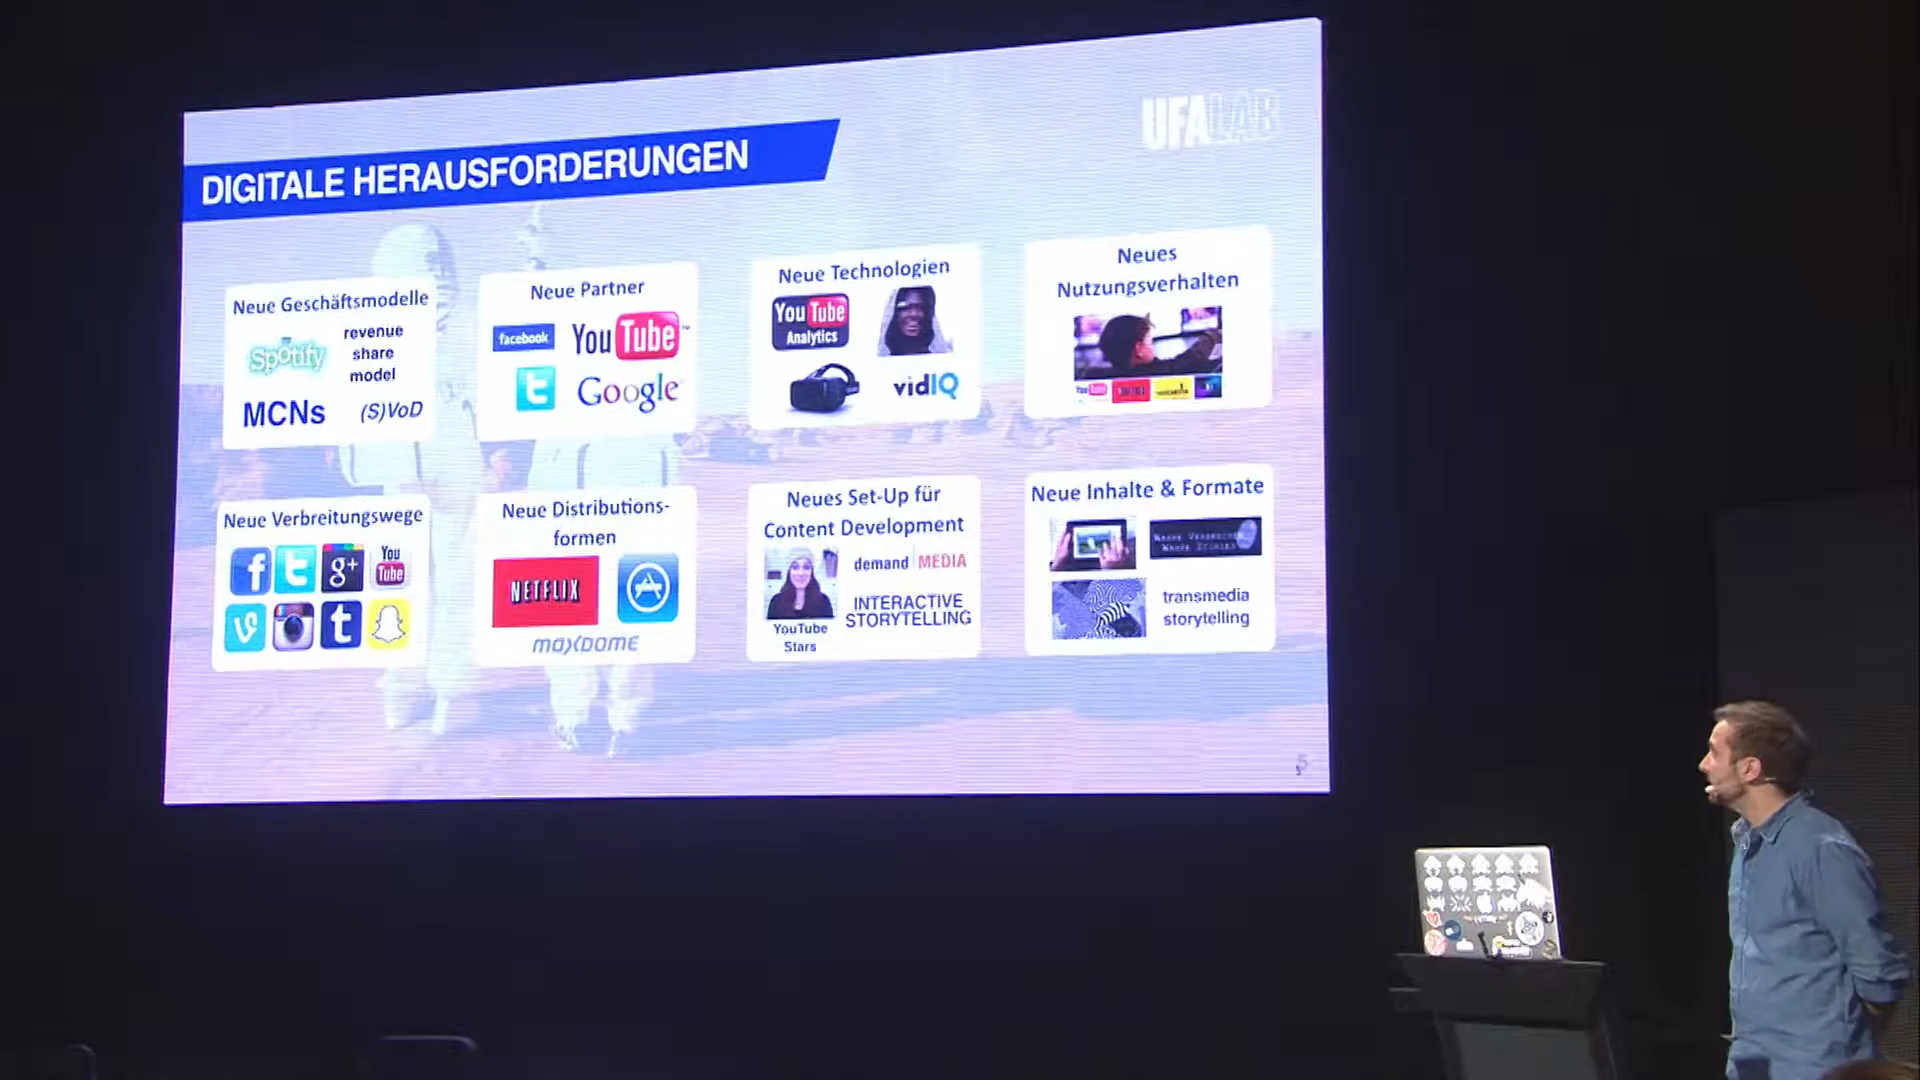 UFALAB
DIGITALE HERAUSFORDERUNGEN
Neue Geschäftsmodelle
Spotify
revenue
share
model
MCNs
(S)VoD
Neue Partner
facebook
YouTube™
t
Google
Neue Technologien
YouTube
Analytics
vidIQ
Neues
Nutzungsverhalten
YouTube
NETFLIX
Neue Verbreitungswege
f
t
g+
You
Tube
t
Neue Distributions-
formen
NETFLIX
maxdome
Neues Set-Up für
Content Development
demand MEDIA
INTERACTIVE
STORYTELLING
YouTube
Stars
Neue Inhalte & Formate
transmedia
storytelling
5